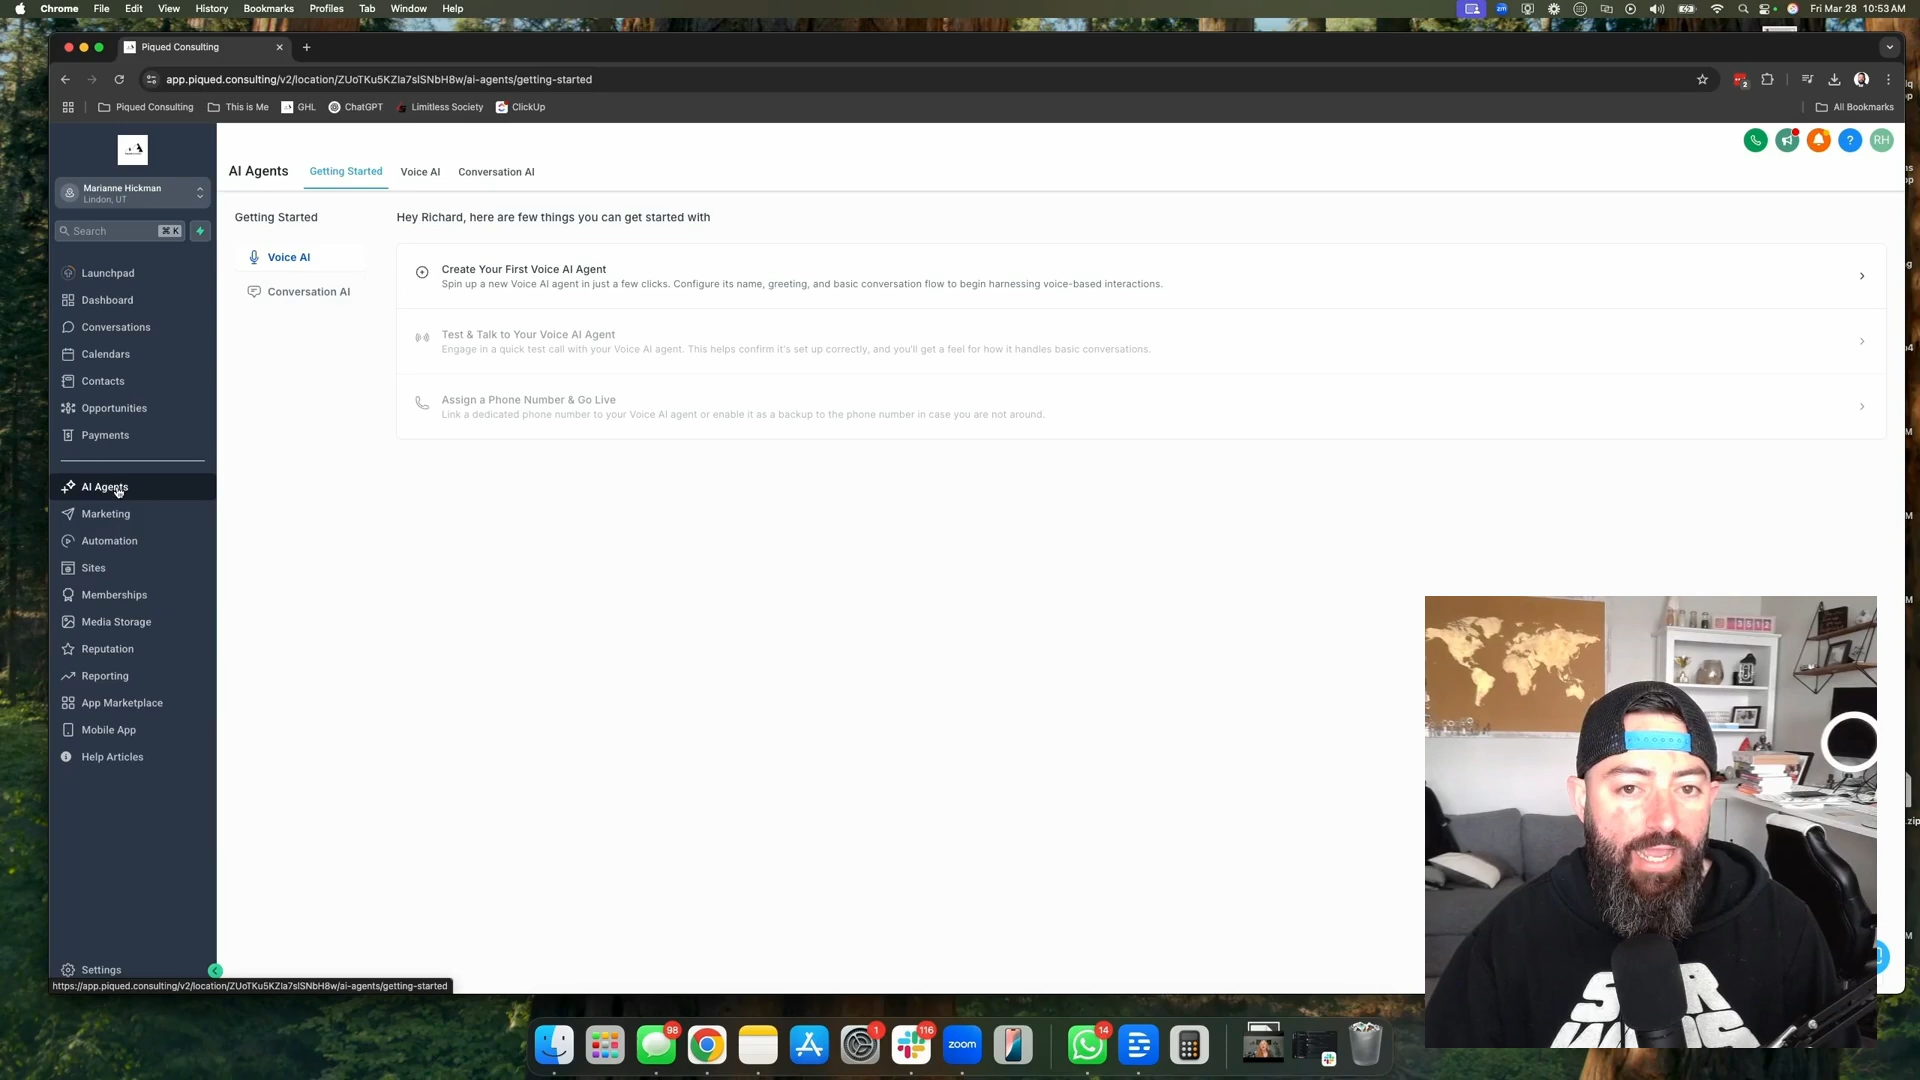 Chrome File Edit View History Bookmarks Profiles Tab Window Help
Fri Mar 28 10:53 AM
Piqued Consulting
app.piqued.consulting/v2/location/ZUoTKu5KZIa7sISNbH8w/ai-agents/getting-started
2
Piqued Consulting This is Me GHL ChatGPT Limitless Society ClickUp All Bookmarks
Marianne Hickman
Lindon, UT
Search ⌘ K
Launchpad
Dashboard
Conversations
Calendars
Contacts
Opportunities
Payments
AI Agents
Marketing
Automation
Sites
Memberships
Media Storage
Reputation
Reporting
App Marketplace
Mobile App
Help Articles
Settings
https://app.piqued.consulting/v2/location/ZUoTKu5KZIa7sISNbH8w/ai-agents/getting-started
RH
AI Agents Getting Started Voice AI Conversation AI
Getting Started
Voice AI
Conversation AI
Hey Richard, here are few things you can get started with
Create Your First Voice AI Agent
Spin up a new Voice AI agent in just a few clicks. Configure its name, greeting, and basic conversation flow to begin harnessing voice-based interactions.
Test & Talk to Your Voice AI Agent
Engage in a quick test call with your Voice AI agent. This helps confirm it's set up correctly, and you'll get a feel for how it handles basic conversations.
Assign a Phone Number & Go Live
Link a dedicated phone number to your Voice AI agent or enable it as a backup to the phone number in case you are not around.
3512
.zip
98 1 116 zoom 14